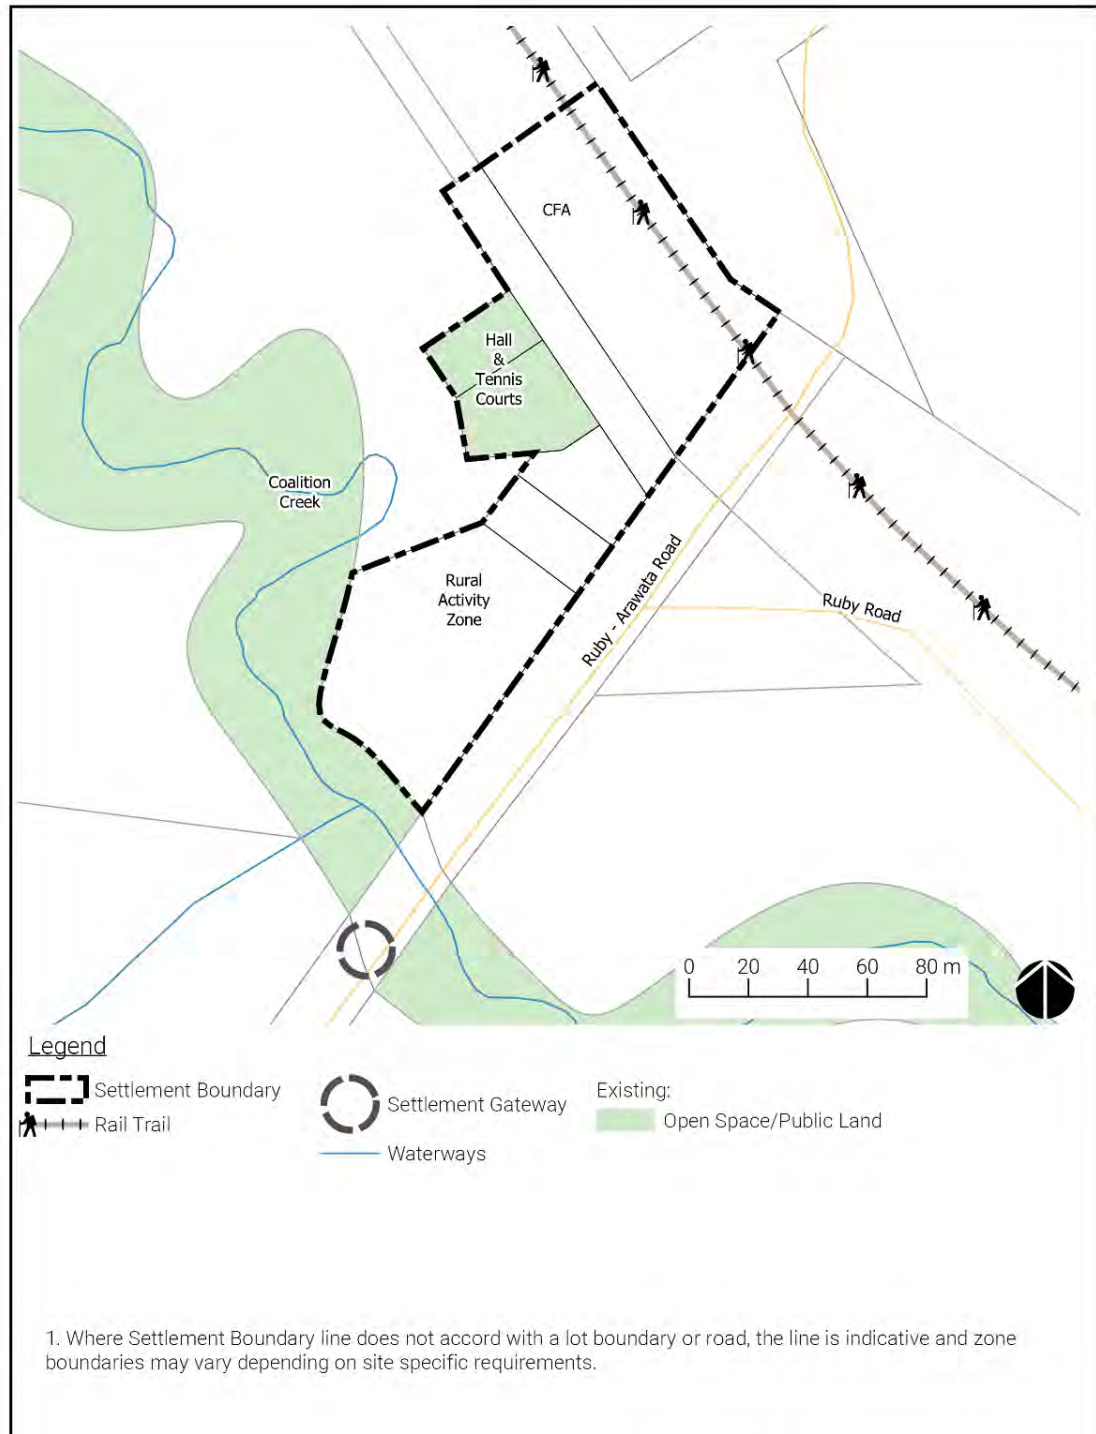 CFA
Hall
&
Tennis
Courts
Coalition
Creek
Rural
Activity
Zone
Ruby - Arawata Road
Ruby Road
0 20 40 60 80 m
Legend
Settlement Boundary
Rail Trail
Settlement Gateway
Waterways
Existing:
Open Space/Public Land
1. Where Settlement Boundary line does not accord with a lot boundary or road, the line is indicative and zone
boundaries may vary depending on site specific requirements.